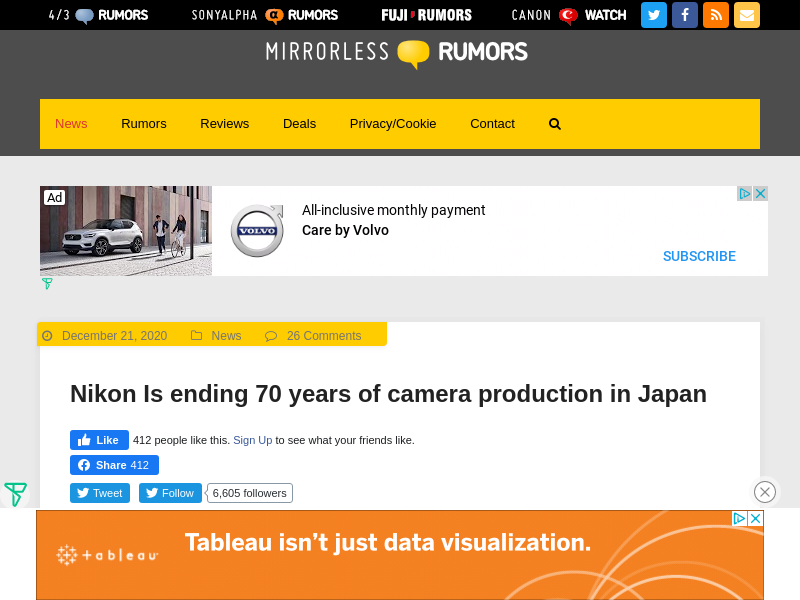 4/3 RUMORS SONYALPHA α RUMORS FUJI RUMORS CANON WATCH
MIRRORLESS RUMORS
News Rumors Reviews Deals Privacy/Cookie Contact
Ad
All-inclusive monthly payment
VOLVO
Care by Volvo
SUBSCRIBE
December 21, 2020 News 26 Comments
Nikon Is ending 70 years of camera production in Japan
Like 412 people like this. Sign Up to see what your friends like.
Share 412
Tweet Follow 6,605 followers
Tableau isn't just data visualization.
+ableau